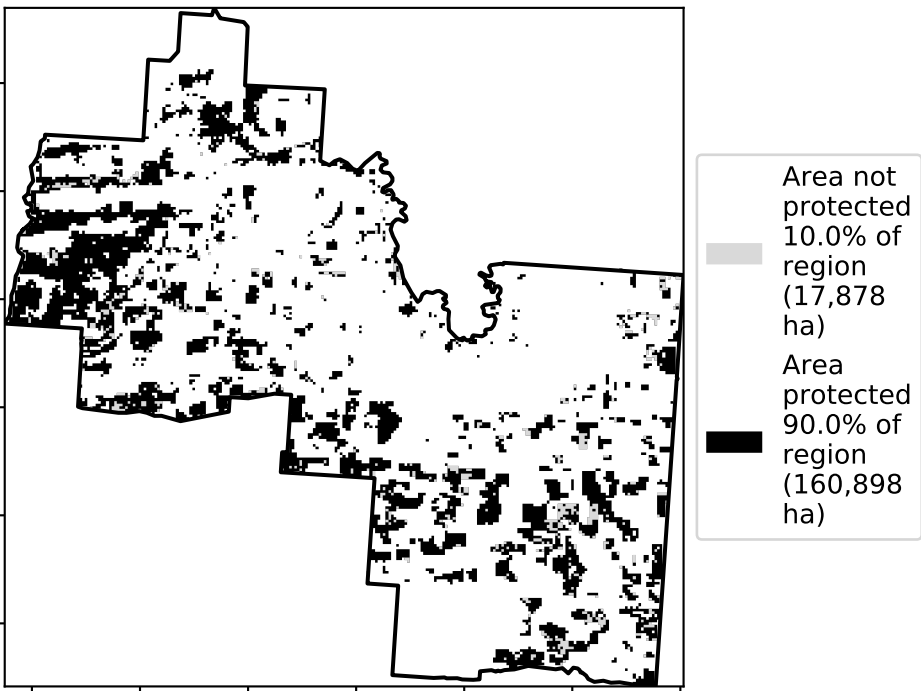 Area not
protected
10.0% of
region
(17,878
ha)
Area
protected
90.0% of
region
(160,898
ha)